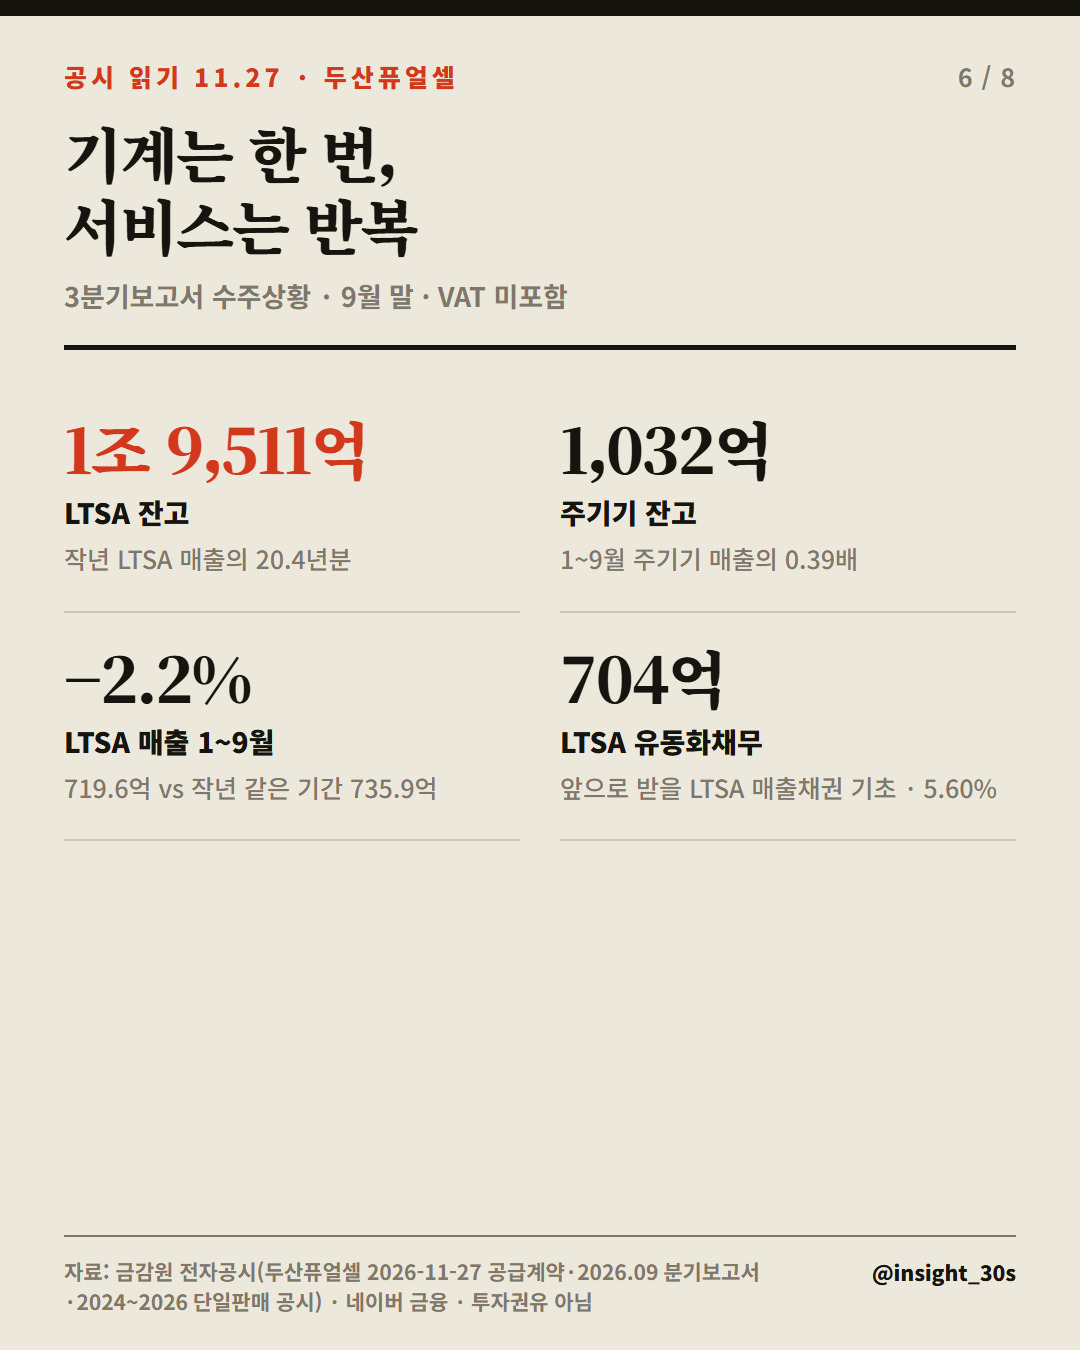 공시 읽기 11.27 · 두산퓨얼셀
6 / 8
기계는 한 번,
서비스는 반복
3분기보고서 수주상황 · 9월 말 · VAT 미포함
1조 9,511억
LTSA 잔고
작년 LTSA 매출의 20.4년분
1,032억
주기기 잔고
1~9월 주기기 매출의 0.39배
−2.2%
LTSA 매출 1~9월
719.6억 vs 작년 같은 기간 735.9억
704억
LTSA 유동화채무
앞으로 받을 LTSA 매출채권 기초 · 5.60%
자료: 금감원 전자공시(두산퓨얼셀 2026-11-27 공급계약·2026.09 분기보고서
·2024~2026 단일판매 공시) · 네이버 금융 · 투자권유 아님
@insight_30s